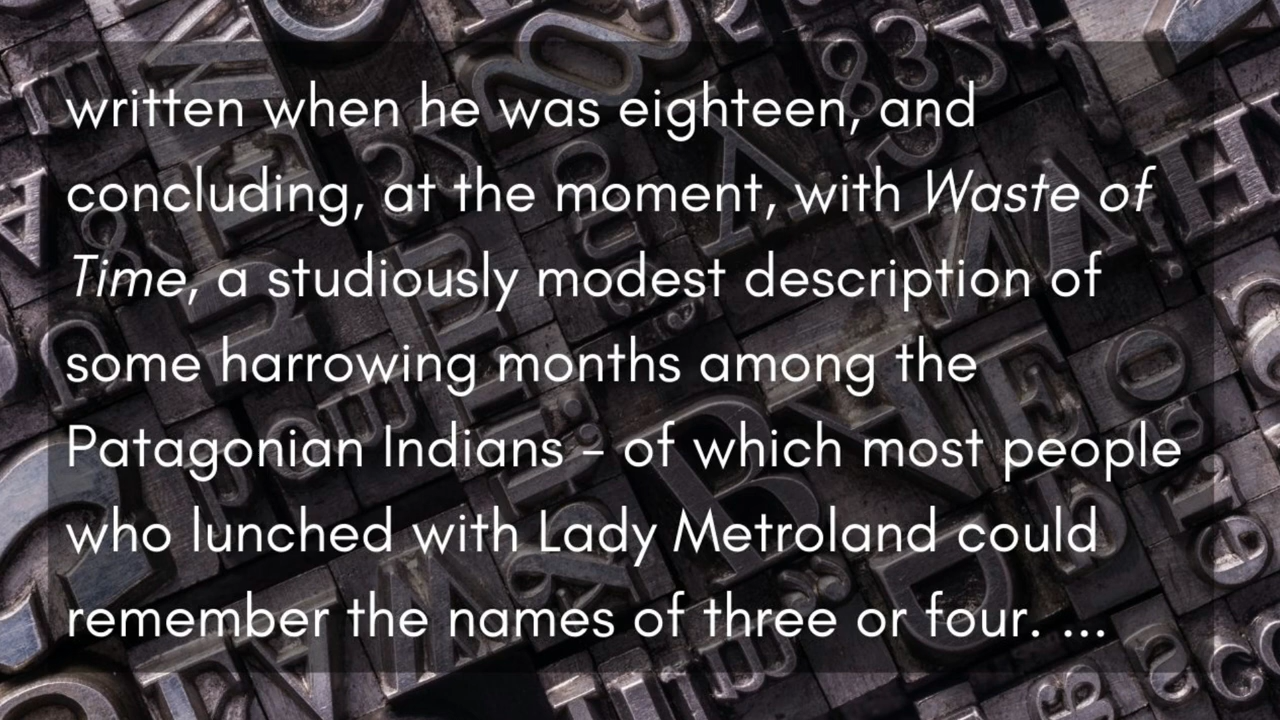 written when he was eighteen, and
concluding, at the moment, with Waste of
Time, a studiously modest description of
some harrowing months among the
Patagonian Indians – of which most people
who lunched with Lady Metroland could
remember the names of three or four. ...